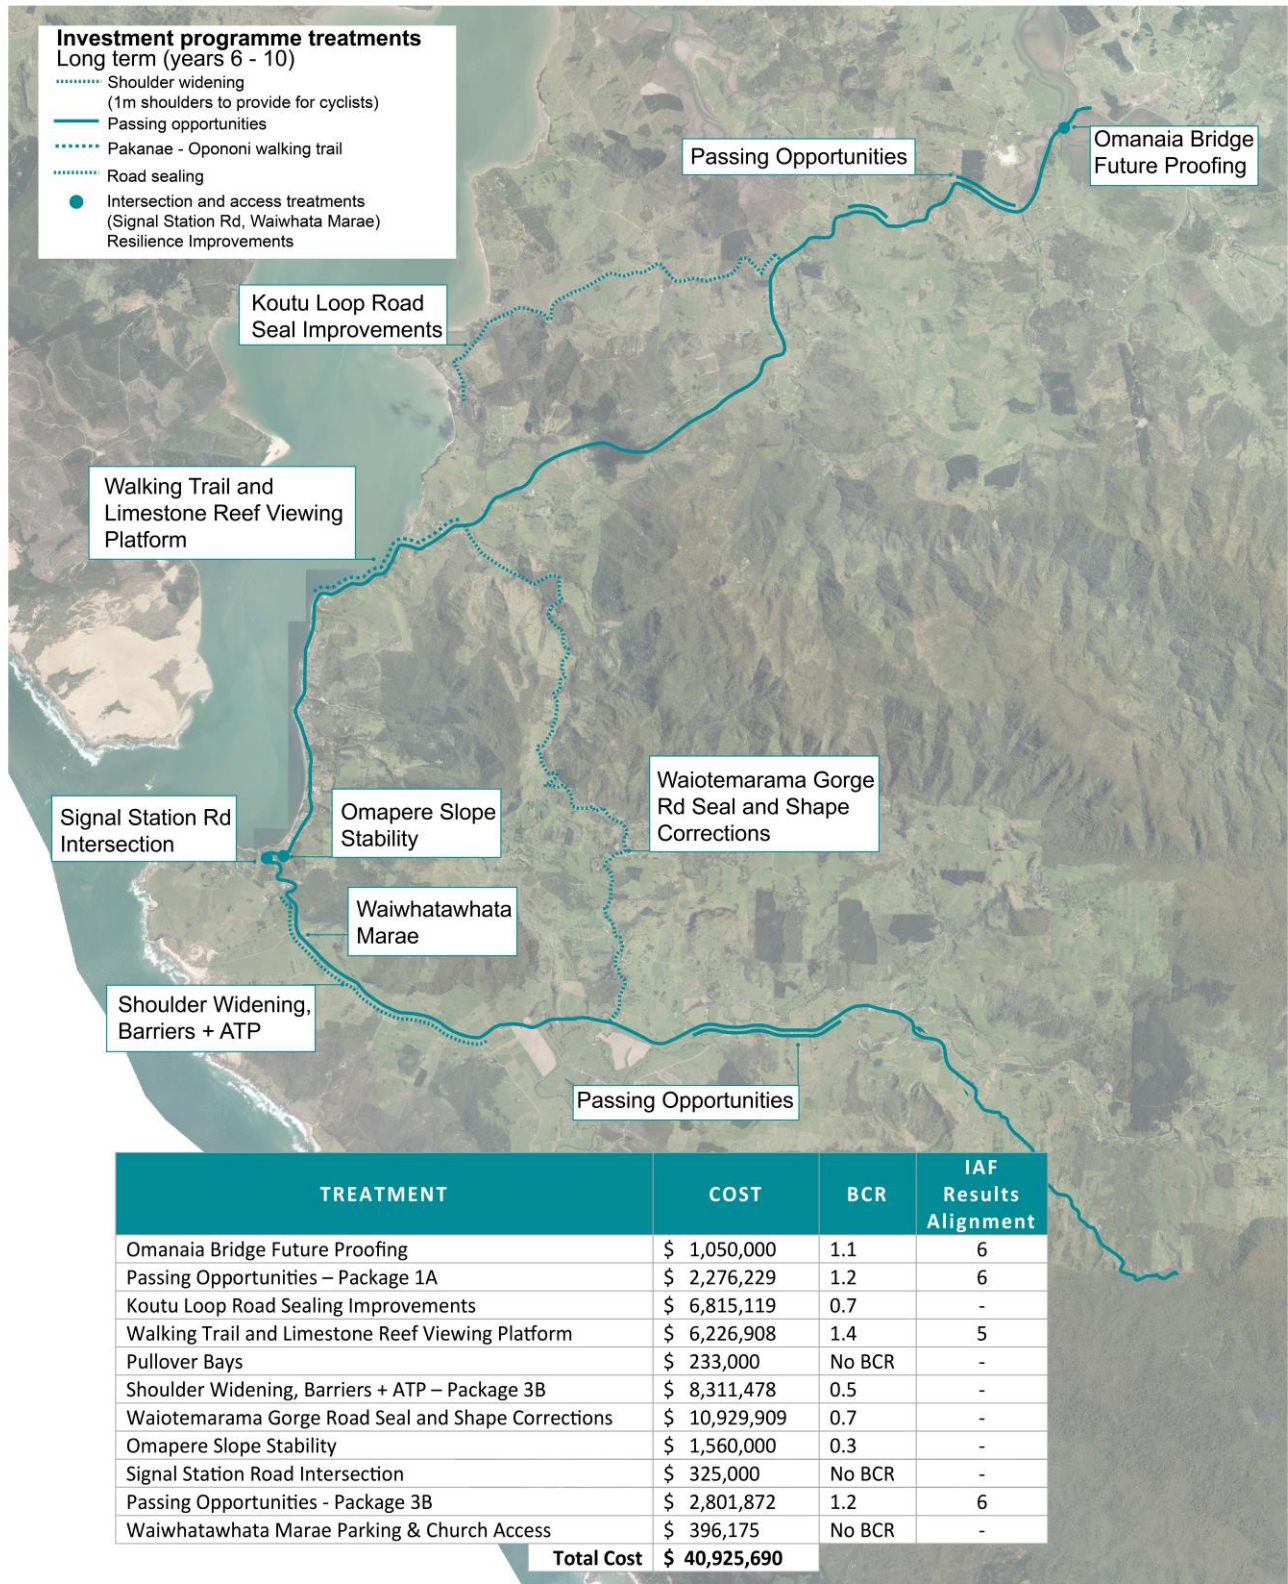 Investment programme treatments
Long term (years 6 - 10)
Shoulder widening
(1m shoulders to provide for cyclists)
Passing opportunities
Pakanae - Opononi walking trail
Road sealing
Intersection and access treatments
(Signal Station Rd, Waiwhata Marae)
Resilience Improvements
Passing Opportunities
Omanaia Bridge
Future Proofing
Koutu Loop Road
Seal Improvements
Walking Trail and
Limestone Reef Viewing
Platform
Signal Station Rd
Intersection
Omapere Slope
Stability
Waiotemarama Gorge
Rd Seal and Shape
Corrections
Waiwhatawhata
Marae
Shoulder Widening,
Barriers + ATP
Passing Opportunities
TREATMENT COST BCR IAF Results Alignment
Omanaia Bridge Future Proofing $ 1,050,000 1.1 6
Passing Opportunities – Package 1A $ 2,276,229 1.2 6
Koutu Loop Road Sealing Improvements $ 6,815,119 0.7 -
Walking Trail and Limestone Reef Viewing Platform $ 6,226,908 1.4 5
Pullover Bays $ 233,000 No BCR -
Shoulder Widening, Barriers + ATP – Package 3B $ 8,311,478 0.5 -
Waiotemarama Gorge Road Seal and Shape Corrections $ 10,929,909 0.7 -
Omapere Slope Stability $ 1,560,000 0.3 -
Signal Station Road Intersection $ 325,000 No BCR -
Passing Opportunities - Package 3B $ 2,801,872 1.2 6
Waiwhatawhata Marae Parking & Church Access $ 396,175 No BCR -
Total Cost $ 40,925,690